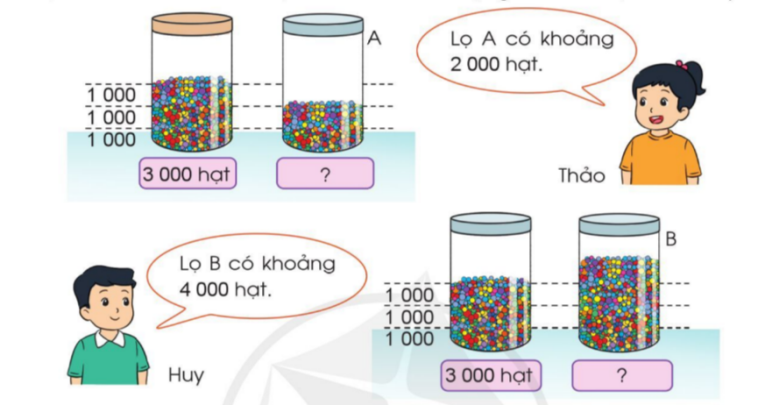 A
Lọ A có khoảng
2 000 hạt.
1 000
1 000
1 000
3 000 hạt
?
Thảo
Lọ B có khoảng
4 000 hạt.
Huy
B
1 000
1 000
1 000
3 000 hạt
?